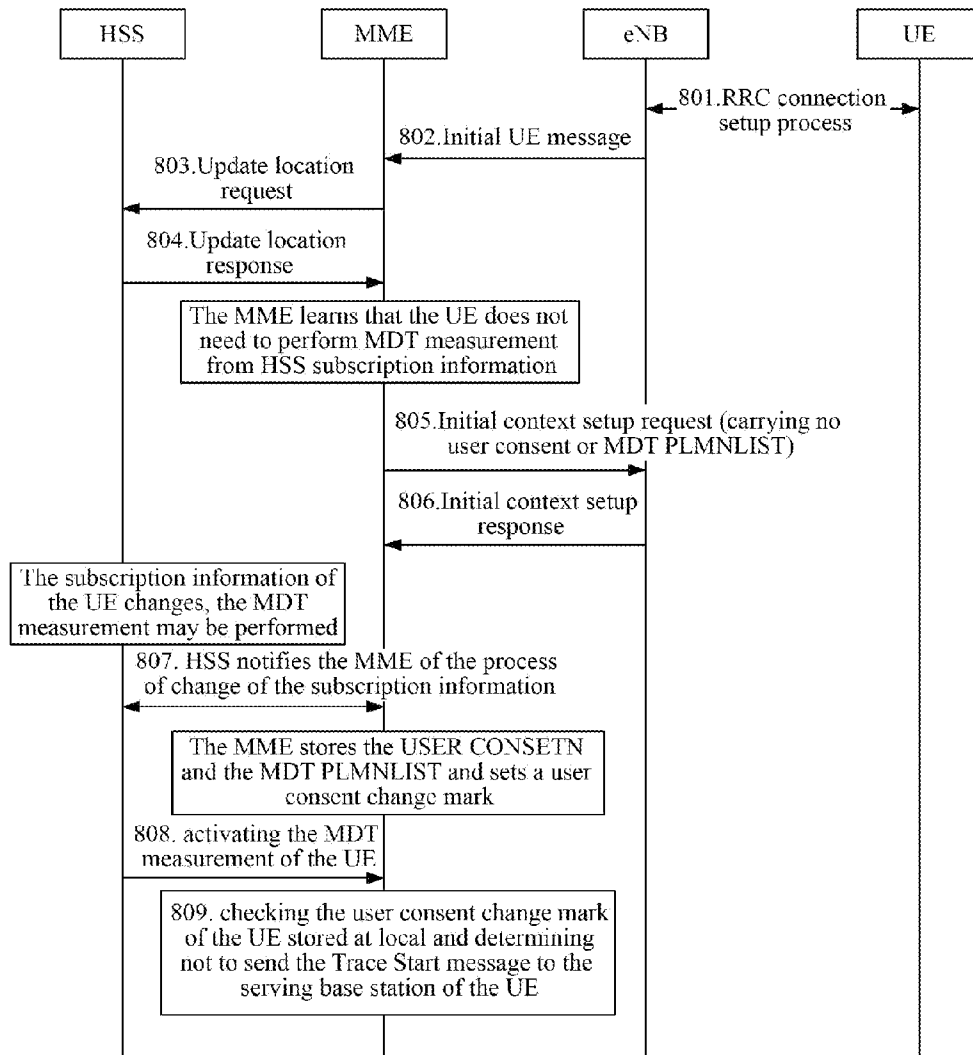 HSS
MME
eNB
UE
801.RRC connection
setup process
802.Initial UE message
803.Update location
request
804.Update location
response
The MME learns that the UE does not
need to perform MDT measurement
from HSS subscription information
805.Initial context setup request (carrying no
user consent or MDT PLMNLIST)
806.Initial context setup
response
The subscription information of
the UE changes, the MDT
measurement may be performed
807. HSS notifies the MME of the process
of change of the subscription information
The MME stores the USER CONSETN
and the MDT PLMNLIST and sets a user
consent change mark
808. activating the MDT
measurement of the UE
809. checking the user consent change mark
of the UE stored at local and determining
not to send the Trace Start message to the
serving base station of the UE